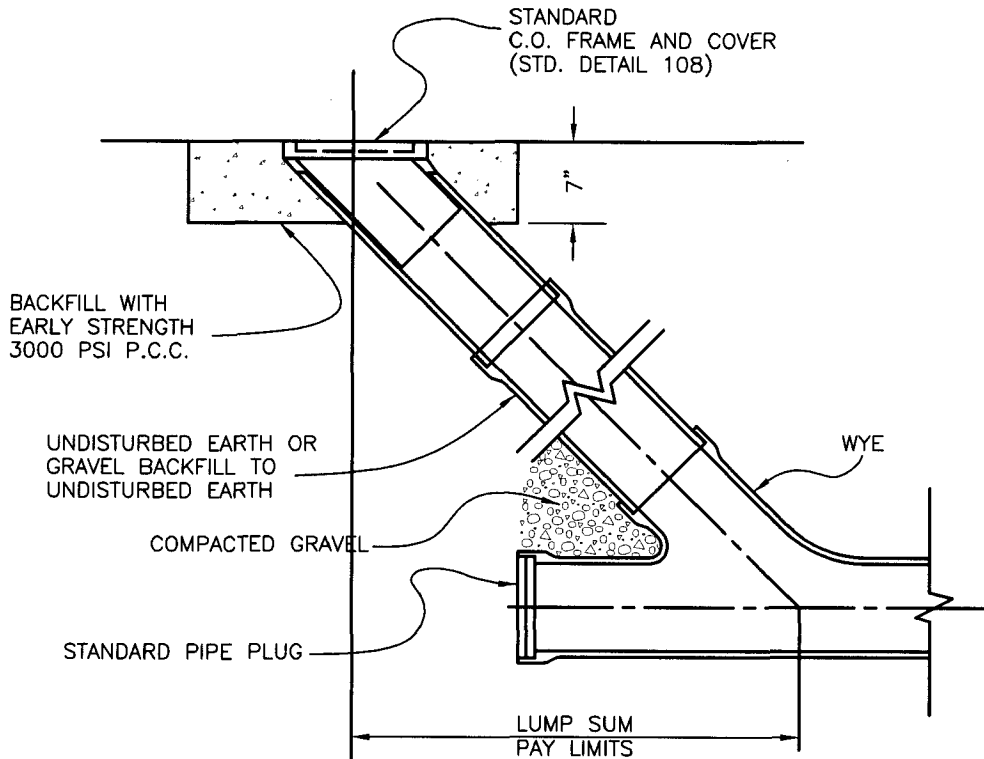 STANDARD
C.O. FRAME AND COVER
(STD. DETAIL 108)
7"
BACKFILL WITH
EARLY STRENGTH
3000 PSI P.C.C.
UNDISTURBED EARTH OR
GRAVEL BACKFILL TO
UNDISTURBED EARTH
WYE
COMPACTED GRAVEL
STANDARD PIPE PLUG
LUMP SUM
PAY LIMITS